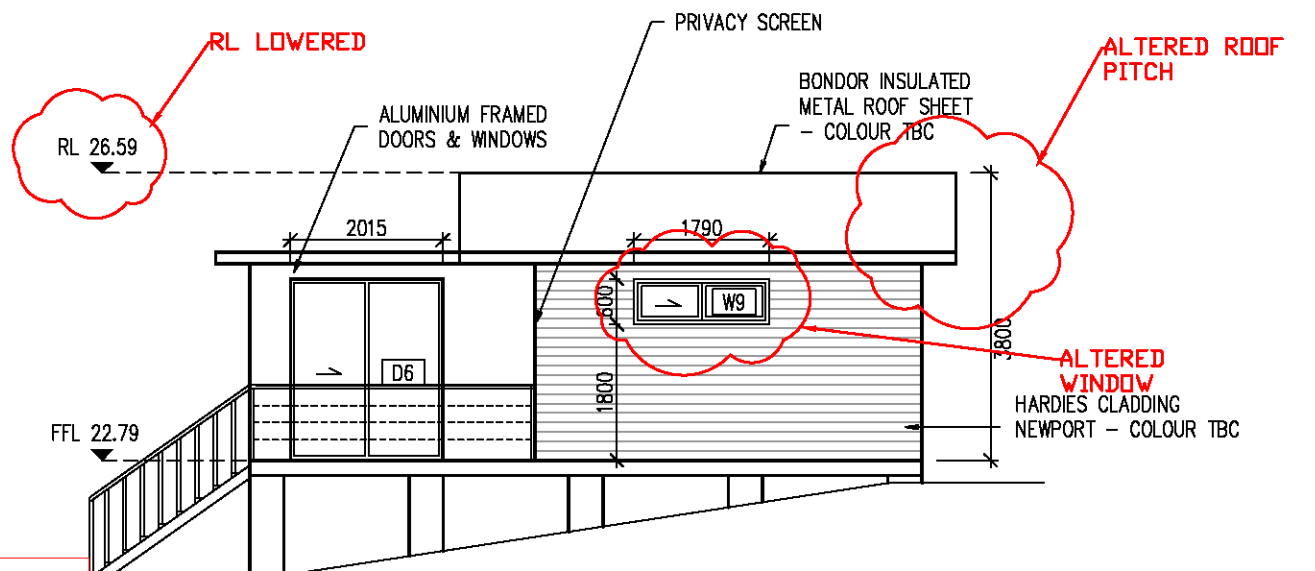 PRIVACY SCREEN
RL LOWERED
ALTERED ROOF
PITCH
BONDOR INSULATED
METAL ROOF SHEET
- COLOUR TBC
ALUMINIUM FRAMED
DOORS & WINDOWS
RL 26.59
2015
1790
600
W9
3800
ALTERED
WINDOW
D6
1800
HARDIES CLADDING
NEWPORT - COLOUR TBC
FFL 22.79